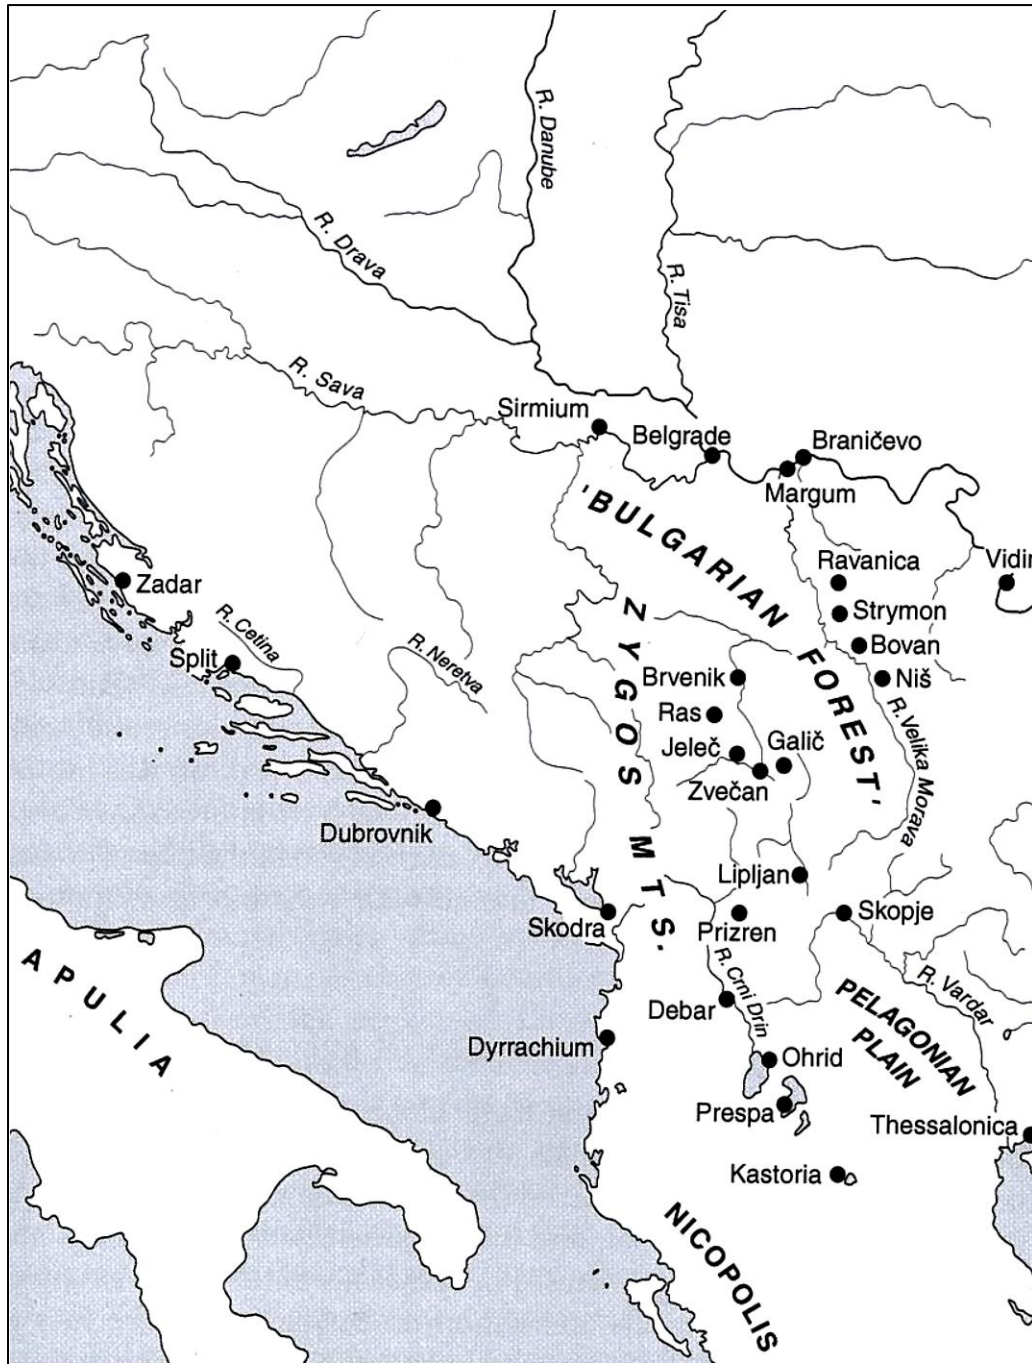 R. Danube
R. Drava
R. Tisa
R. Sava
Sirmium
Belgrade
Braničevo
Margum
'BULGARIAN FOREST'
Ravanica
Vidin
Zadar
Strymon
ZYGOS MTS.
R. Cetina
Bovan
Split
R. Neretva
Brvenik
Niš
Ras
R. Velika Morava
Jeleč
Galič
Zvečan
Dubrovnik
Lipljan
Skodra
Prizren
Skopje
APULIA
R. Crni Drin
R. Vardar
Debar
PELAGONIAN
PLAIN
Dyrrachium
Ohrid
Prespa
Thessalonica
Kastoria
NICOPOLIS